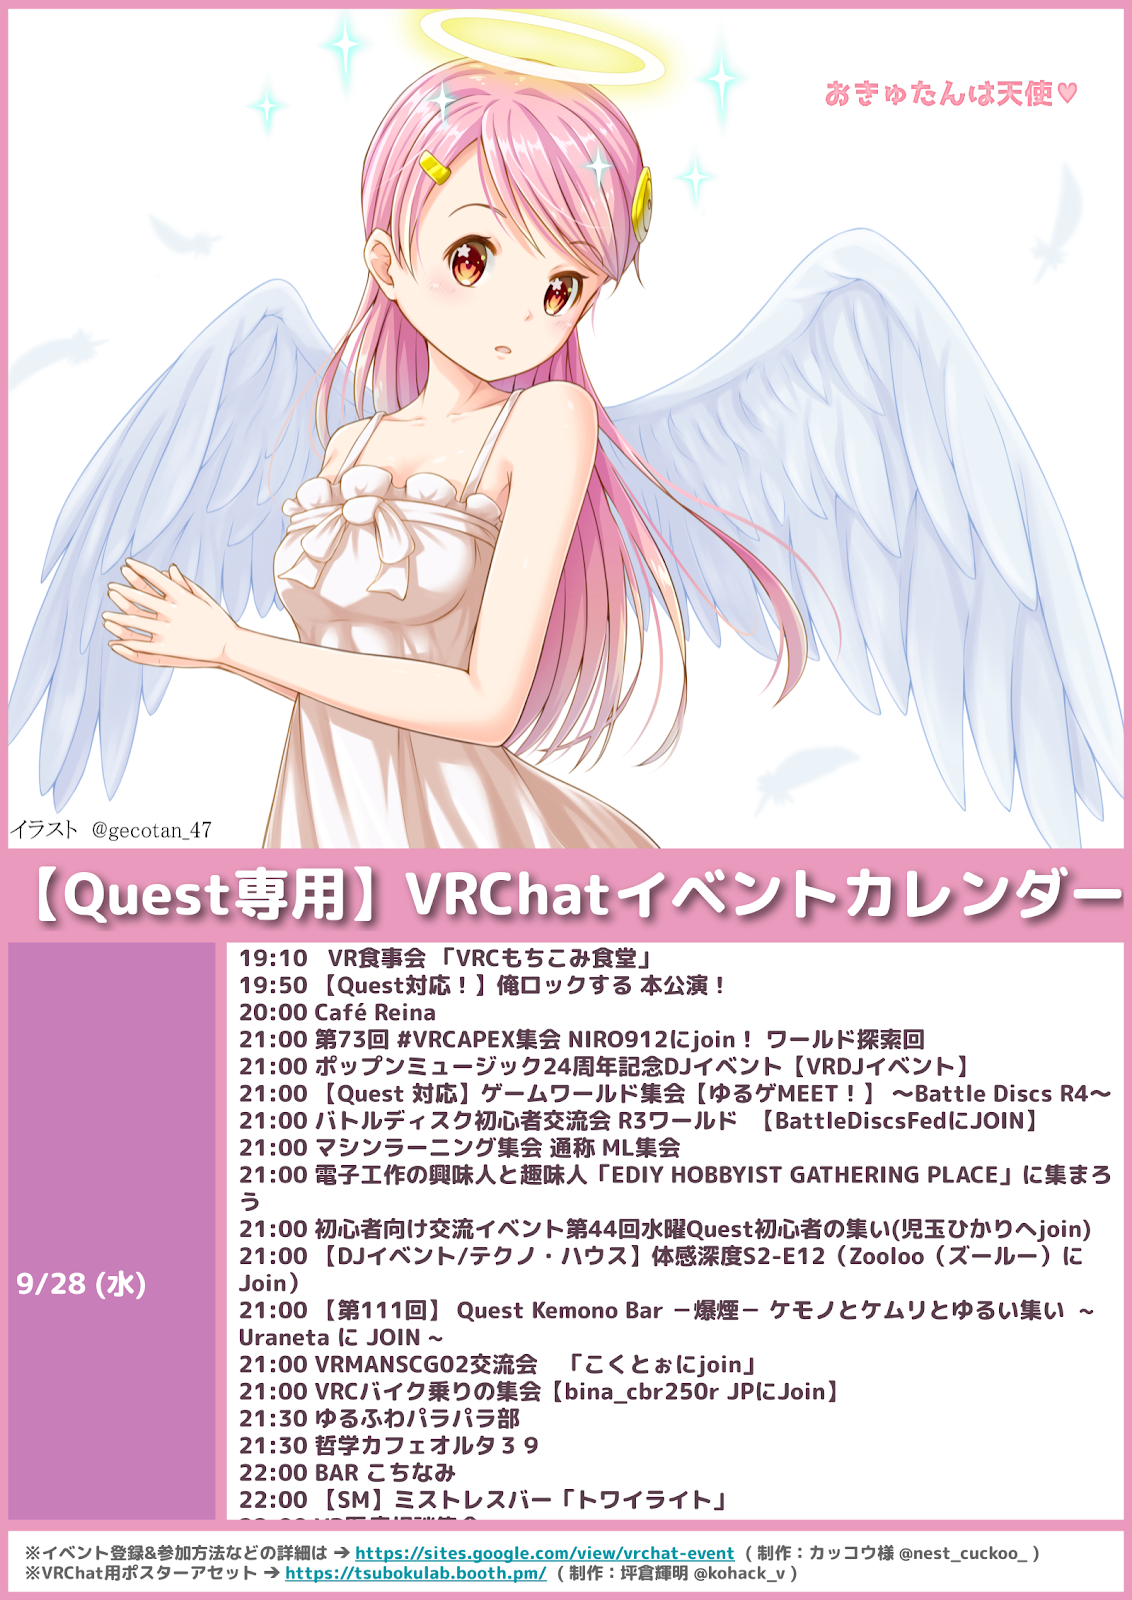 おきゅたんは天使♥
イラスト @gecotan_47
【Quest専用】VRChatイベントカレンダー
9/28 (水)
19:10　VR食事会 「VRCもちこみ食堂」
19:50 【Quest対応！】俺ロックする 本公演！
20:00 Café Reina
21:00 第73回 #VRCAPEX集会 NIRO912にjoin！ ワールド探索回
21:00 ポップンミュージック24周年記念DJイベント【VRDJイベント】
21:00 【Quest 対応】ゲームワールド集会【ゆるゲMEET！】 ～Battle Discs R4～
21:00 バトルディスク初心者交流会 R3ワールド 【BattleDiscsFedにJOIN】
21:00 マシンラーニング集会 通称 ML集会
21:00 電子工作の興味人と趣味人「EDIY HOBBYIST GATHERING PLACE」に集まろ
う
21:00 初心者向け交流イベント第44回水曜Quest初心者の集い(児玉ひかりへjoin)
21:00 【DJイベント/テクノ・ハウス】体感深度S2-E12（Zooloo（ズールー）に
Join）
21:00 【第111回】 Quest Kemono Bar －爆煙－ ケモノとケムリとゆるい集い ～
Uraneta に JOIN ~
21:00 VRMANSCG02交流会 「こくとぉにjoin」
21:00 VRCバイク乗りの集会【bina_cbr250r JPにJoin】
21:30 ゆるふわパラパラ部
21:30 哲学カフェオルタ３９
22:00 BAR こちなみ
22:00 【SM】ミストレスバー「トワイライト」
※イベント登録&参加方法などの詳細は → https://sites.google.com/view/vrchat-event ( 制作：カッコウ様 @nest_cuckoo_ )
※VRChat用ポスターアセット → https://tsubokulab.booth.pm/ ( 制作：坪倉輝明 @kohack_v )